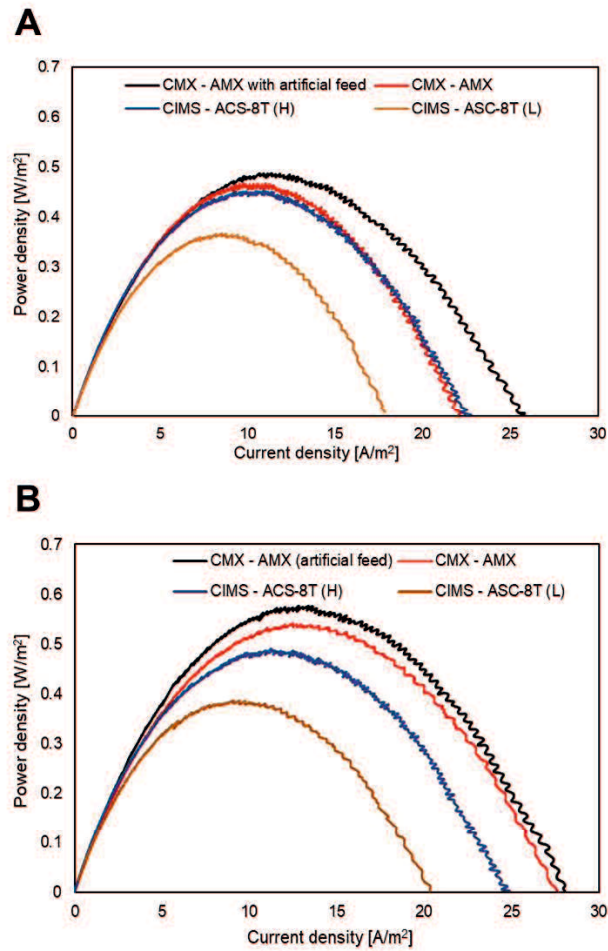 A
0.7
CMX - AMX with artificial feed CMX - AMX
CIMS - ACS-8T (H) CIMS - ASC-8T (L)
0.6
0.5
0.4
0.3
0.2
0.1
0
Power density [W/m²]
0 5 10 15 20 25 30
Current density [A/m²]
B
0.7
CMX - AMX (artificial feed) CMX - AMX
CIMS - ACS-8T (H) CIMS - ASC-8T (L)
0.6
0.5
0.4
0.3
0.2
0.1
0
Power density [W/m²]
0 5 10 15 20 25 30
Current density [A/m²]